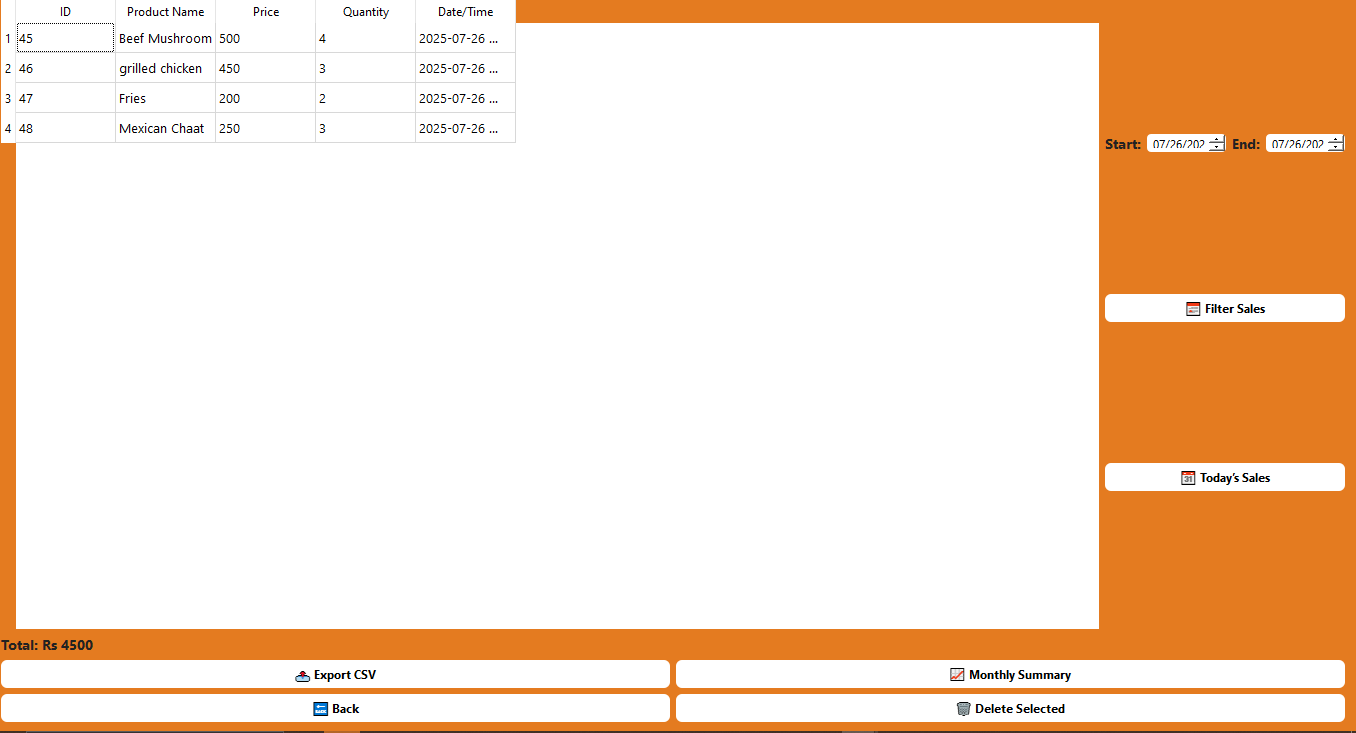 ID Product Name Price Quantity Date/Time
1 45 Beef Mushroom 500 4 2025-07-26 ...
2 46 grilled chicken 450 3 2025-07-26 ...
3 47 Fries 200 2 2025-07-26 ...
4 48 Mexican Chaat 250 3 2025-07-26 ...
Start: 07/26/202 End: 07/26/202
Filter Sales
31 Today's Sales
Total: Rs 4500
Export CSV Monthly Summary
BACK Back Delete Selected